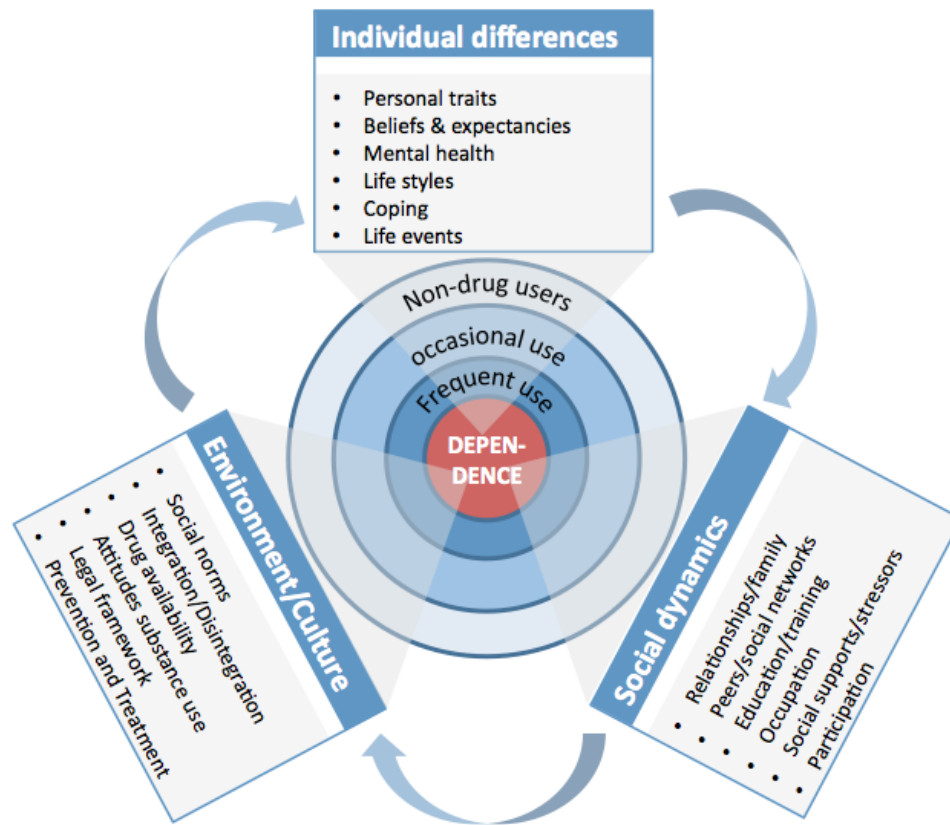 Individual differences
• Personal traits
• Beliefs & expectancies
• Mental health
• Life styles
• Coping
• Life events
Non-drug users
occasional use
Frequent use
DEPEN-
DENCE
Social dynamics
• Relationships/family
• Peers/social networks
• Education/training
• Occupation
• Social supports/stressors
• Participation
Environment/Culture
• Social norms
• Integration/Disintegration
• Drug availability
• Attitudes substance use
• Legal framework
• Prevention and Treatment